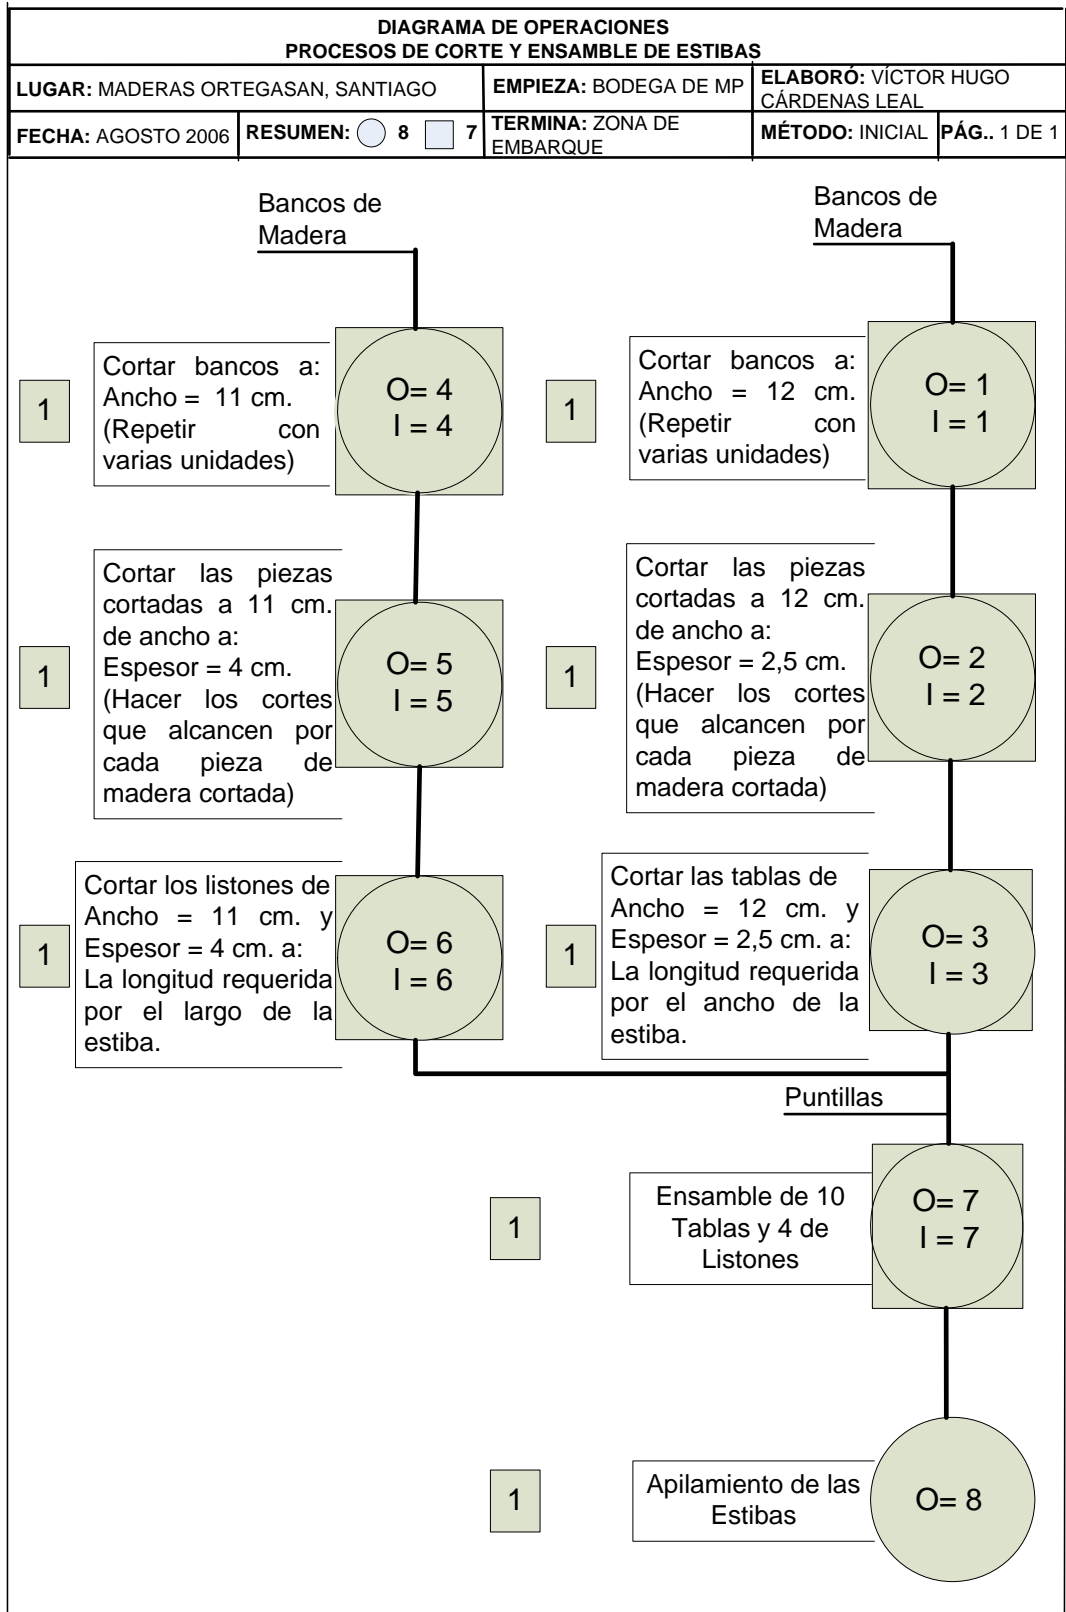 DIAGRAMA DE OPERACIONES
PROCESOS DE CORTE Y ENSAMBLE DE ESTIBAS
LUGAR: MADERAS ORTEGASAN, SANTIAGO
EMPIEZA: BODEGA DE MP
ELABORÓ: VÍCTOR HUGO
CÁRDENAS LEAL
FECHA: AGOSTO 2006
RESUMEN: 8 7
TERMINA: ZONA DE
EMBARQUE
MÉTODO: INICIAL
PÁG.. 1 DE 1
Bancos de
Madera
1
Cortar bancos a:
Ancho = 11 cm.
(Repetir con
varias unidades)
O= 4
I = 4
1
Cortar las piezas
cortadas a 11 cm.
de ancho a:
Espesor = 4 cm.
(Hacer los cortes
que alcancen por
cada pieza de
madera cortada)
O= 5
I = 5
1
Cortar los listones de
Ancho = 11 cm. y
Espesor = 4 cm. a:
La longitud requerida
por el largo de la
estiba.
O= 6
I = 6
Bancos de
Madera
1
Cortar bancos a:
Ancho = 12 cm.
(Repetir con
varias unidades)
O= 1
I = 1
1
Cortar las piezas
cortadas a 12 cm.
de ancho a:
Espesor = 2,5 cm.
(Hacer los cortes
que alcancen por
cada pieza de
madera cortada)
O= 2
I = 2
1
Cortar las tablas de
Ancho = 12 cm. y
Espesor = 2,5 cm. a:
La longitud requerida
por el ancho de la
estiba.
O= 3
I = 3
Puntillas
1
Ensamble de 10
Tablas y 4 de
Listones
O= 7
I = 7
1
Apilamiento de las
Estibas
O= 8